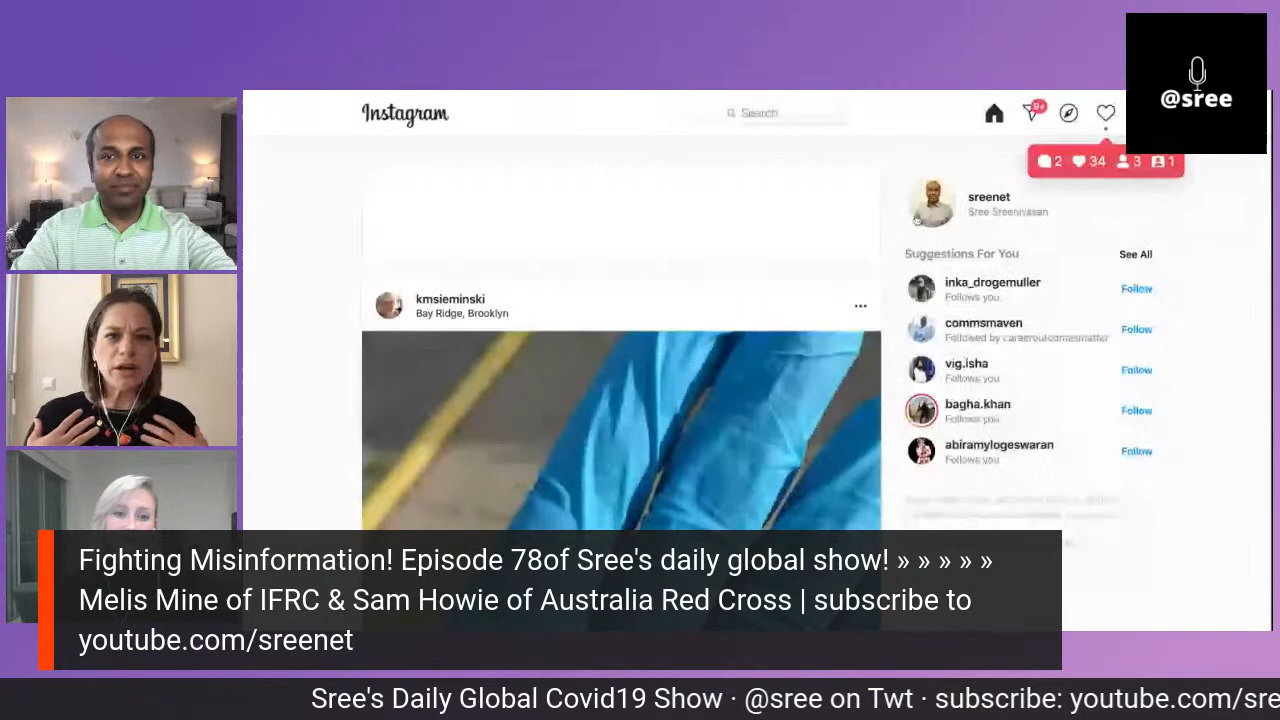 @sree
Instagram
Search
9+
2 34 3 1
sreenet
Sree Sreenivasan
Suggestions For You See All
inka_drogemuller
Follows you
Follow
commsmaven
Follow
vig.isha
Follows you
Follow
bagha.khan
Follows you
Follow
abiramylogeswaran
Follows you
Follow
kmsieminski
Bay Ridge, Brooklyn
Fighting Misinformation! Episode 78of Sree's daily global show! » » » » »
Melis Mine of IFRC & Sam Howie of Australia Red Cross | subscribe to
youtube.com/sreenet
Sree's Daily Global Covid19 Show · @sree on Twt · subscribe: youtube.com/sre